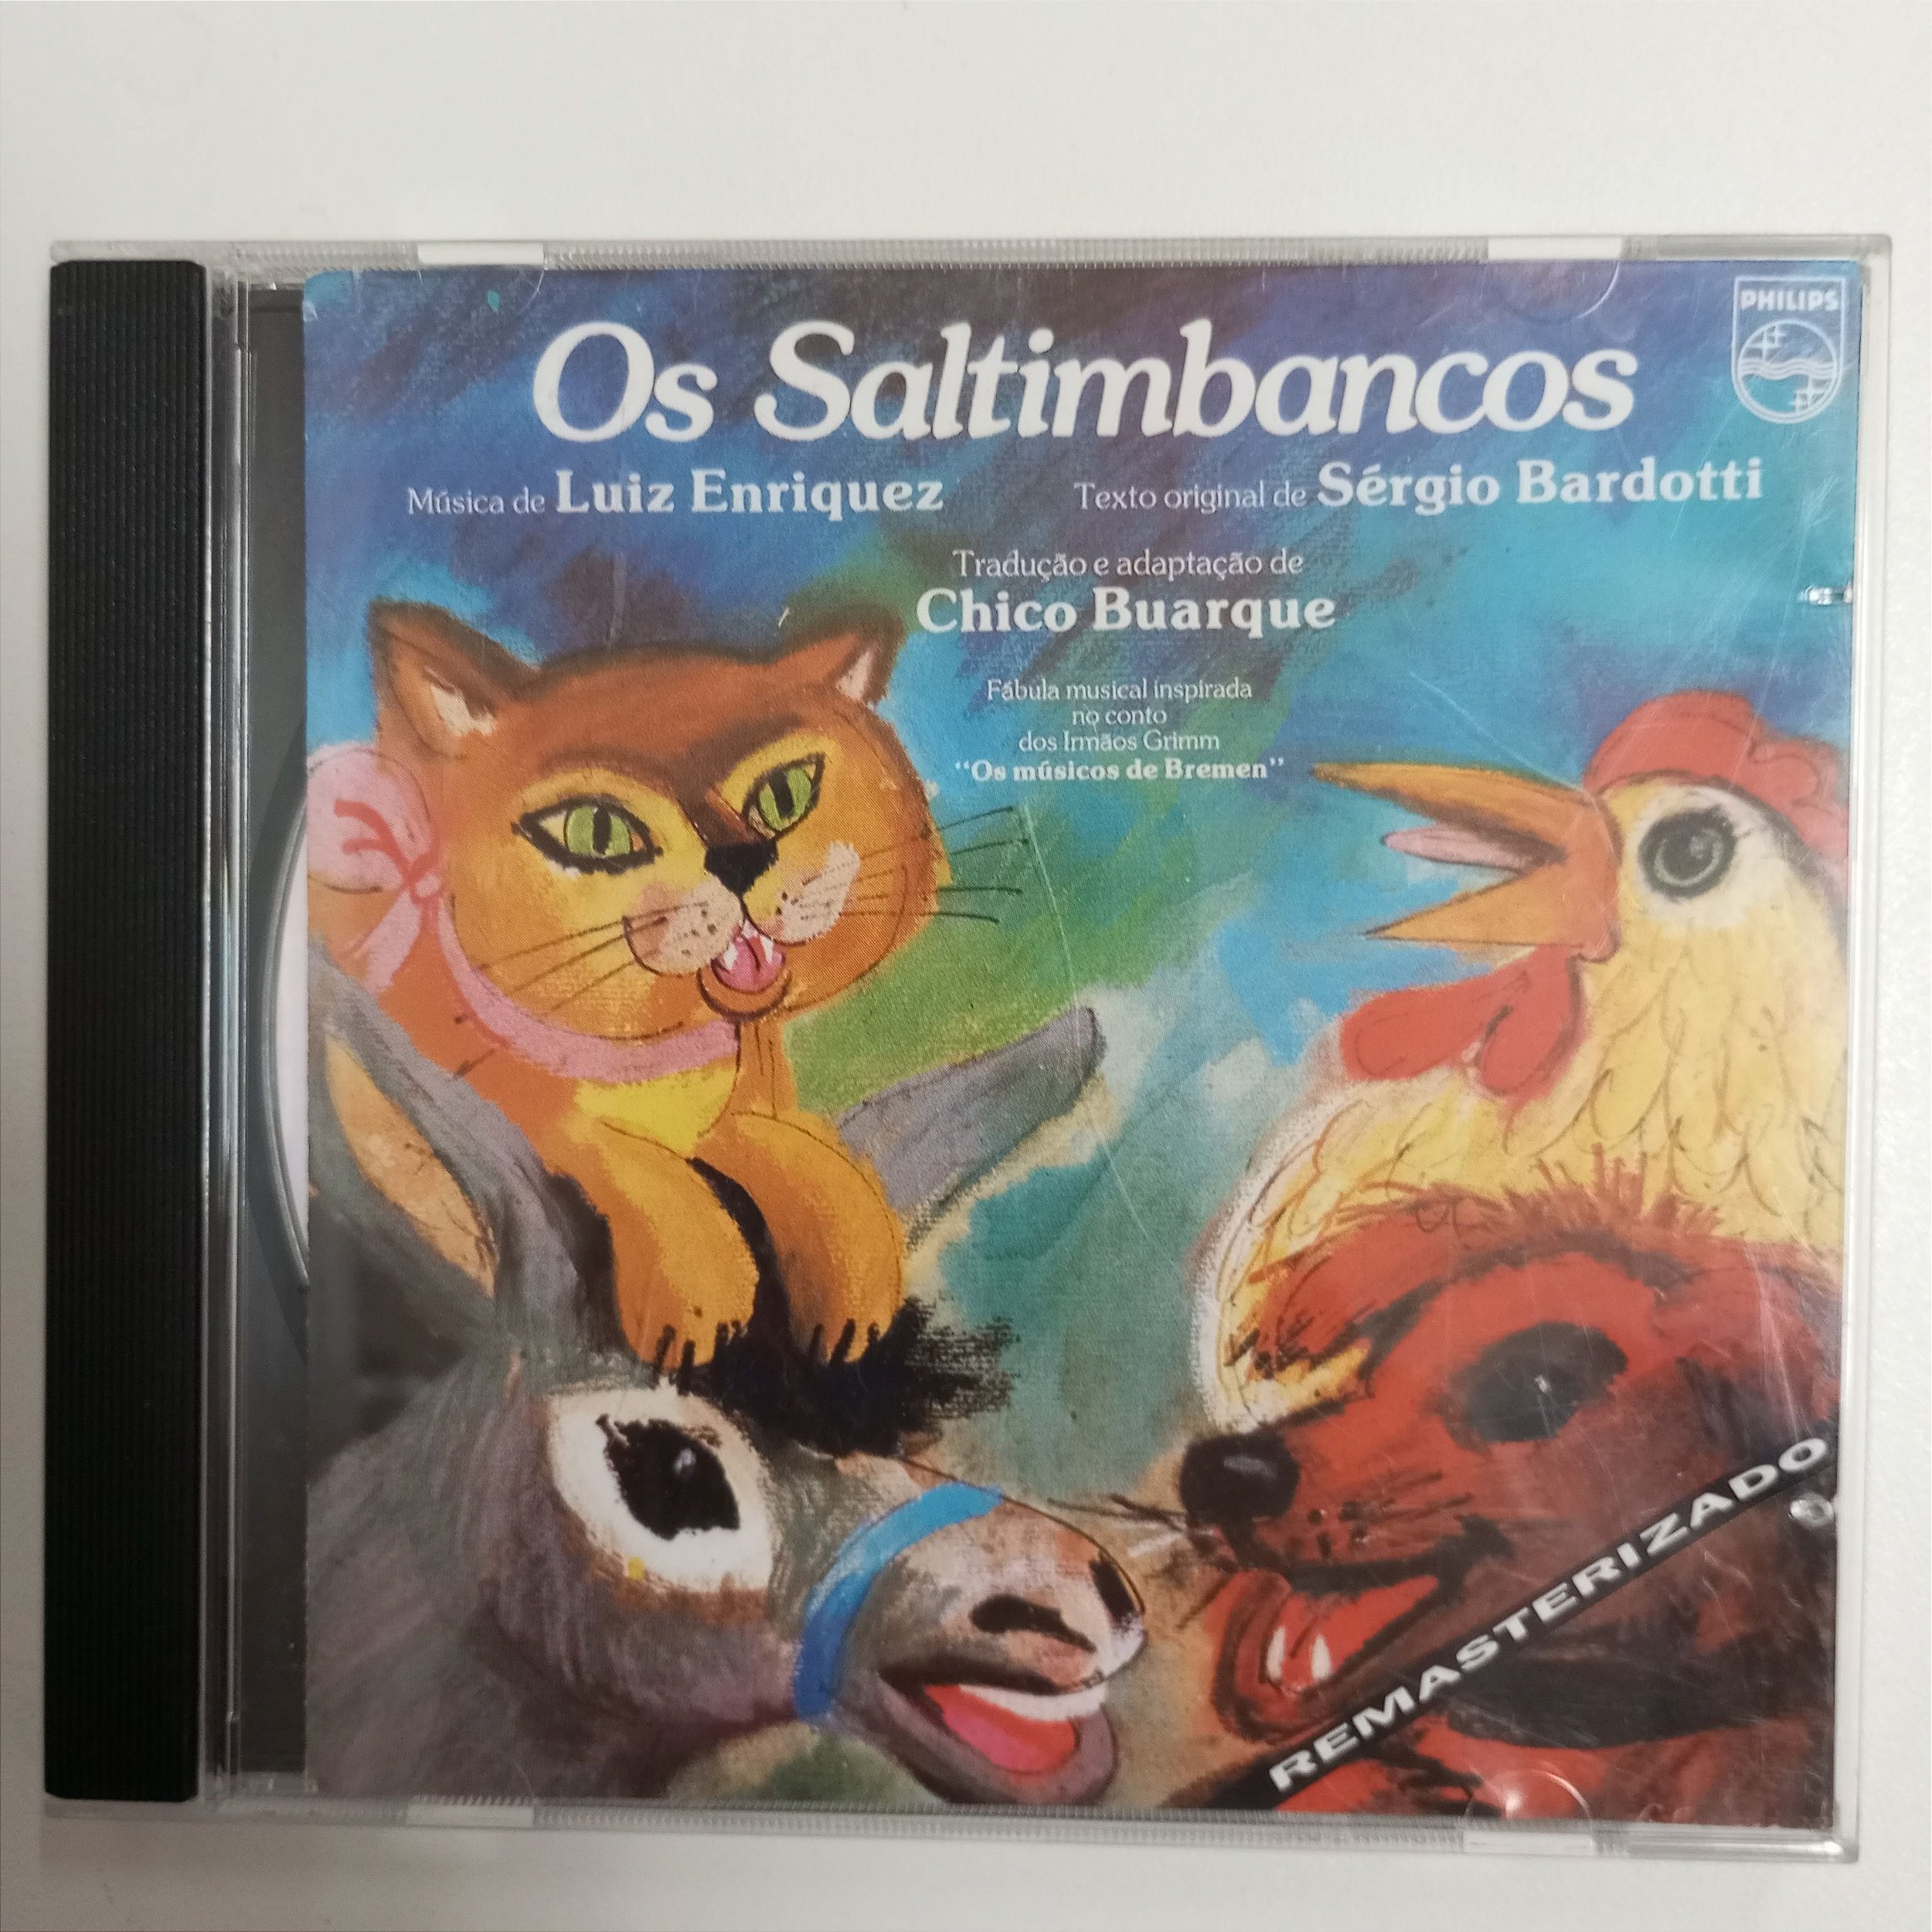 PHILIPS
Os Saltimbancos
Música de Luiz Enriquez
Texto original de Sérgio Bardotti
Tradução e adaptação de
Chico Buarque
Fábula musical inspirada
no conto
dos Irmãos Grimm
"Os músicos de Bremen"
REMASTERIZADO